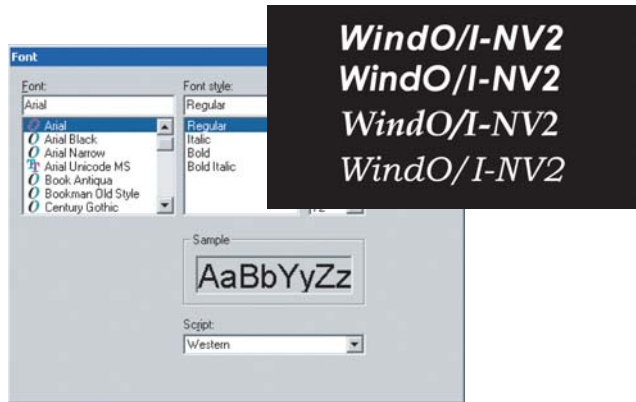 WindO/I-NV2
WindO/I-NV2
WindO/I-NV2
WindO/I-NV2
Font
Font:
Font style:
Arial
Regular
Arial
Arial Black
Arial Narrow
Arial Unicode MS
Book Antiqua
Bookman Old Style
Century Gothic
Regular
Italic
Bold
Bold Italic
Sample
AaBbYyZz
Script:
Western